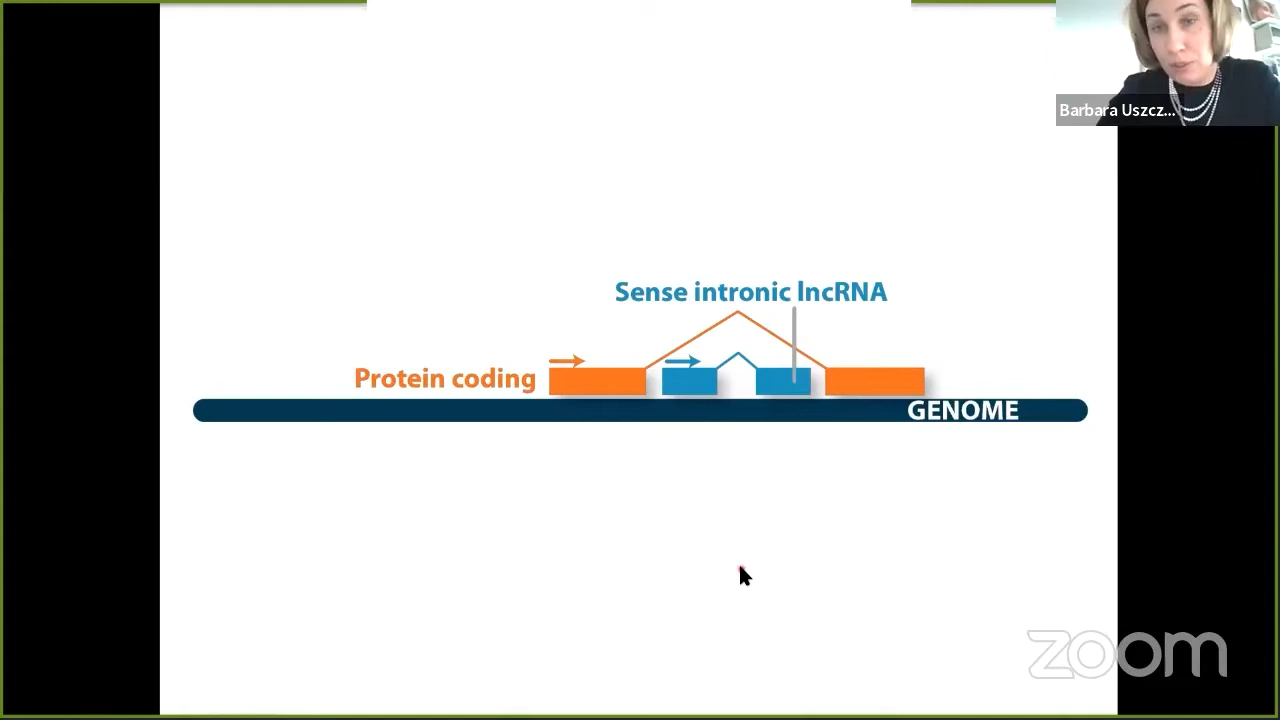 Barbara Uszcz...
Sense intronic lncRNA
Protein coding
GENOME
zoom